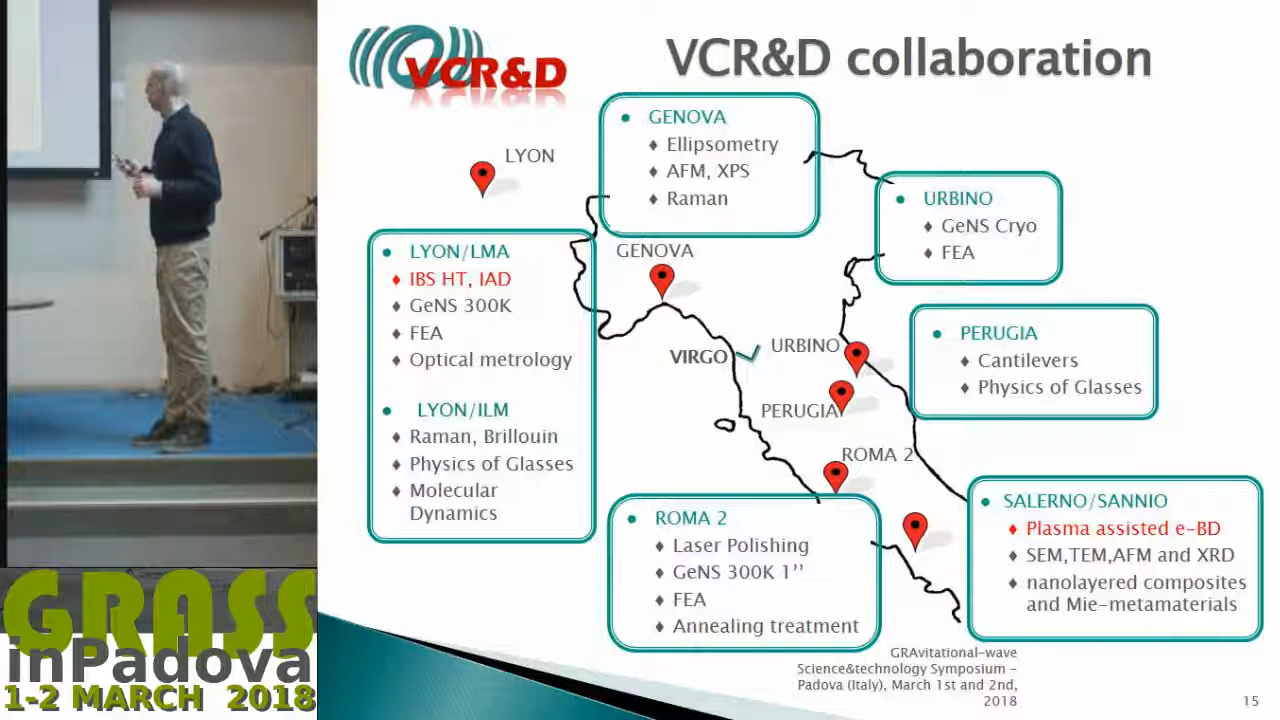 VCR&D
VCR&D collaboration
GENOVA
Ellipsometry
AFM, XPS
Raman
LYON
URBINO
GeNS Cryo
FEA
LYON/LMA
IBS HT, IAD
GeNS 300K
FEA
Optical metrology
LYON/ILM
Raman, Brillouin
Physics of Glasses
Molecular
Dynamics
GENOVA
VIRGO
URBINO
PERUGIA
ROMA 2
PERUGIA
Cantilevers
Physics of Glasses
ROMA 2
Laser Polishing
GeNS 300K 1’’
FEA
Annealing treatment
SALERNO/SANNIO
Plasma assisted e-BD
SEM,TEM,AFM and XRD
nanolayered composites
and Mie-metamaterials
GRAvitational-wave
Science&technology Symposium -
Padova (Italy), March 1st and 2nd,
2018
15
GRASS
inPadova
1-2 MARCH 2018